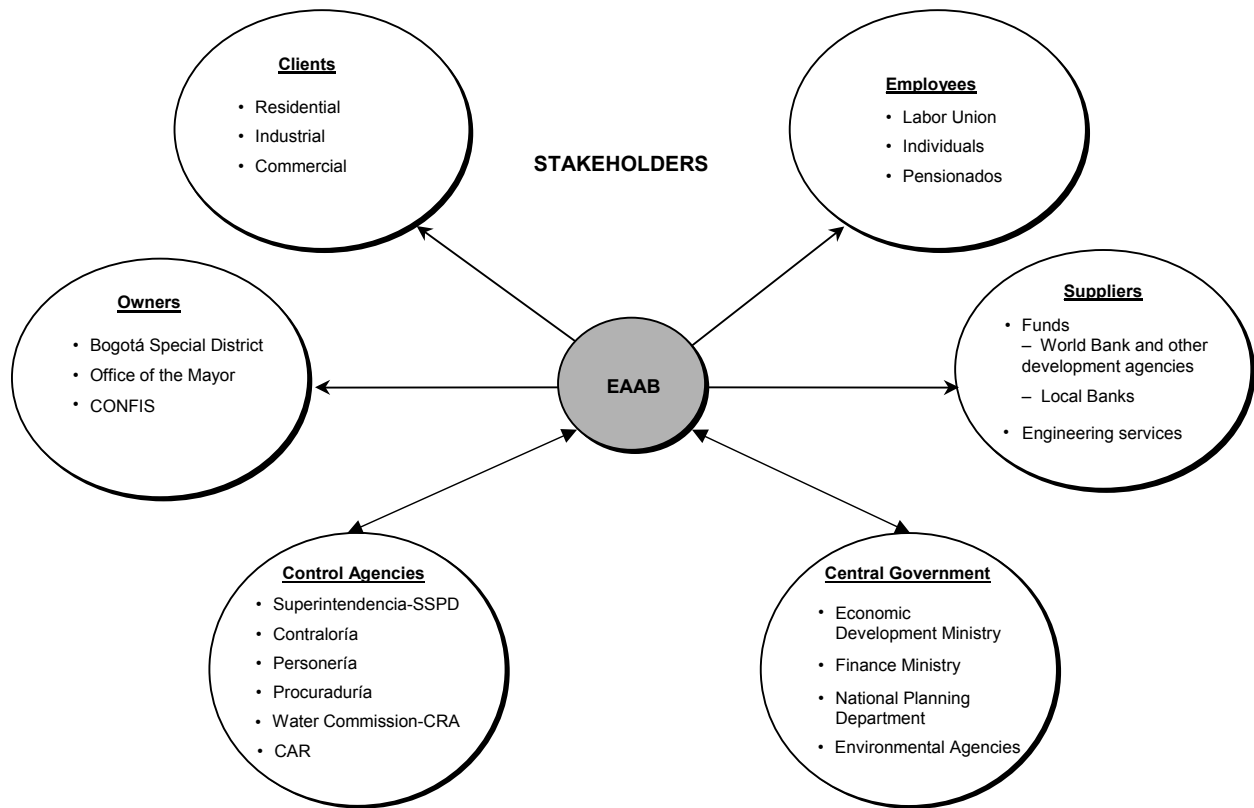 Clients
• Residential
• Industrial
• Commercial
Employees
• Labor Union
• Individuals
• Pensionados
STAKEHOLDERS
Owners
• Bogotá Special District
• Office of the Mayor
• CONFIS
EAAB
Suppliers
• Funds
– World Bank and other
development agencies
– Local Banks
• Engineering services
Control Agencies
• Superintendencia-SSPD
• Contraloría
• Personería
• Procuraduría
• Water Commission-CRA
• CAR
Central Government
• Economic
Development Ministry
• Finance Ministry
• National Planning
Department
• Environmental Agencies